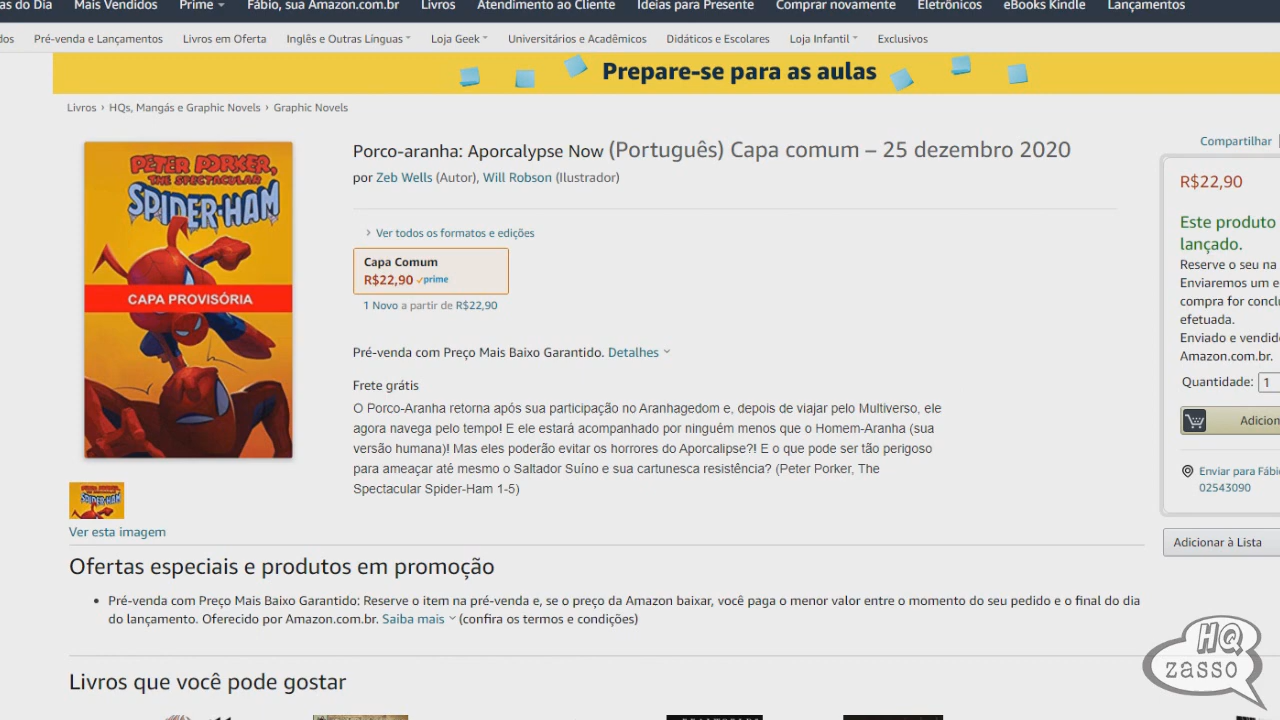 as do Dia Mais Vendidos Prime Fábio, sua Amazon.com.br Livros Atendimento ao Cliente Ideias para Presente Comprar novamente Eletrônicos eBooks Kindle Lançamentos
dos Pré-venda e Lançamentos Livros em Oferta Inglês e Outras Línguas Loja Geek Universitários e Acadêmicos Didáticos e Escolares Loja Infantil Exclusivos
Prepare-se para as aulas
Livros › HQs, Mangás e Graphic Novels › Graphic Novels
PETER PORKER,
THE SPECTACULAR
SPIDER-HAM
CAPA PROVISÓRIA
Ver esta imagem
Porco-aranha: Aporcalypse Now (Português) Capa comum – 25 dezembro 2020
por Zeb Wells (Autor), Will Robson (Ilustrador)
› Ver todos os formatos e edições
Capa Comum
R$22,90 prime
1 Novo a partir de R$22,90
Pré-venda com Preço Mais Baixo Garantido. Detalhes
Frete grátis
O Porco-Aranha retorna após sua participação no Aranhagedom e, depois de viajar pelo Multiverso, ele
agora navega pelo tempo! E ele estará acompanhado por ninguém menos que o Homem-Aranha (sua
versão humana)! Mas eles poderão evitar os horrores do Aporcalipse?! E o que pode ser tão perigoso
para ameaçar até mesmo o Saltador Suíno e sua cartunesca resistência? (Peter Porker, The
Spectacular Spider-Ham 1-5)
Compartilhar
R$22,90
Este produto
lançado.
Reserve o seu na
Enviaremos um e
compra for conclu
efetuada.
Enviado e vendido
Amazon.com.br.
Quantidade: 1
Adicion
Enviar para Fábi
02543090
Adicionar à Lista
Ofertas especiais e produtos em promoção
• Pré-venda com Preço Mais Baixo Garantido: Reserve o item na pré-venda e, se o preço da Amazon baixar, você paga o menor valor entre o momento do seu pedido e o final do dia
do lançamento. Oferecido por Amazon.com.br. Saiba mais (confira os termos e condições)
Livros que você pode gostar
HQ
zasso